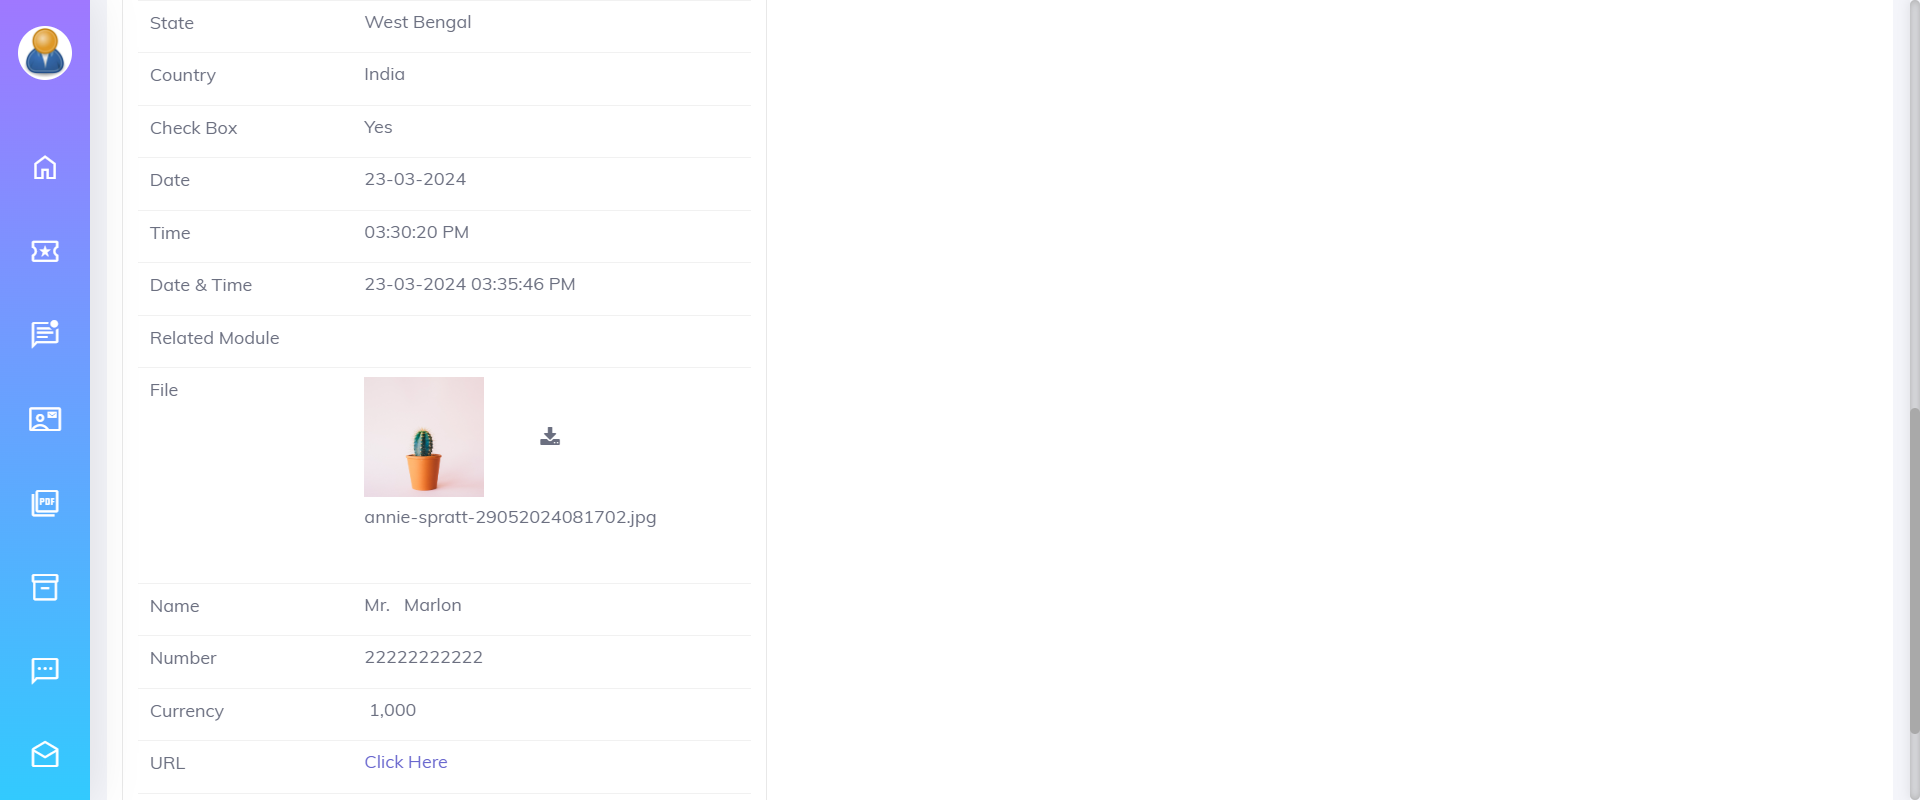 State West Bengal
Country India
Check Box Yes
Date 23-03-2024
Time 03:30:20 PM
Date & Time 23-03-2024 03:35:46 PM
Related Module
File
annie-spratt-29052024081702.jpg
Name Mr. Marlon
Number 22222222222
Currency 1,000
URL Click Here
PDF